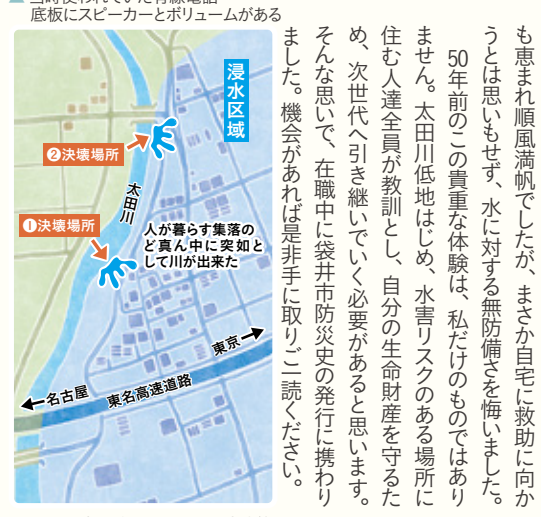 当時使われていた有線電話
底板にスピーカーとボリュームがある
も恵まれ順風満帆でしたが、まさか自宅に救助に向か
うとは思いもせず、水に対する無防備さを悔いました。
50年前のこの貴重な体験は、私だけのものではあり
ません。太田川低地はじめ、水害リスクのある場所に
住む人達全員が教訓とし、自分の生命財産を守るた
め、次世代へ引き継いでいく必要があると思います。
そんな思いで、在職中に袋井市防災史の発行に携わり
ました。機会があれば是非手に取りご一読ください。
浸水区域
❷決壊場所
太田川
❶決壊場所
人が暮らす集落の
ど真ん中に突如と
して川が出来た
東京
名古屋
東名高速道路